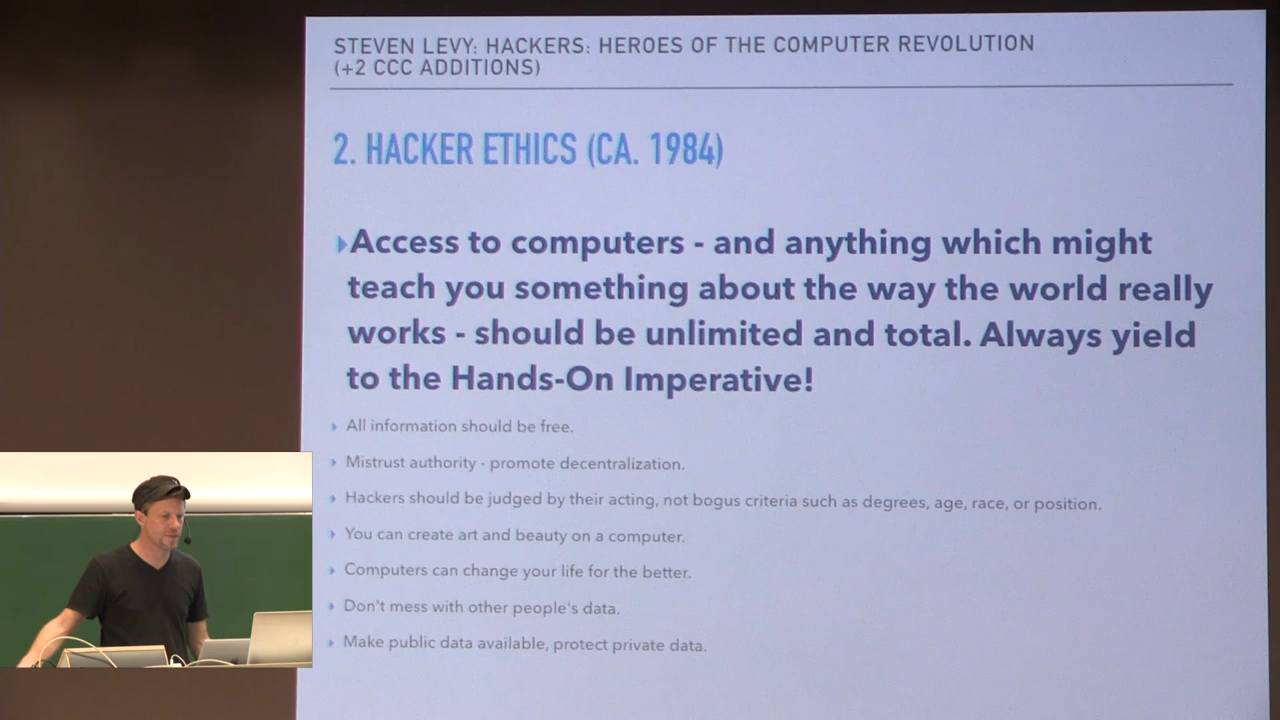 STEVEN LEVY: HACKERS: HEROES OF THE COMPUTER REVOLUTION
(+2 CCC ADDITIONS)
2. HACKER ETHICS (CA. 1984)
Access to computers - and anything which might
teach you something about the way the world really
works - should be unlimited and total. Always yield
to the Hands-On Imperative!
All information should be free.
Mistrust authority - promote decentralization.
Hackers should be judged by their acting, not bogus criteria such as degrees, age, race, or position.
You can create art and beauty on a computer.
Computers can change your life for the better.
Don't mess with other people's data.
Make public data available, protect private data.